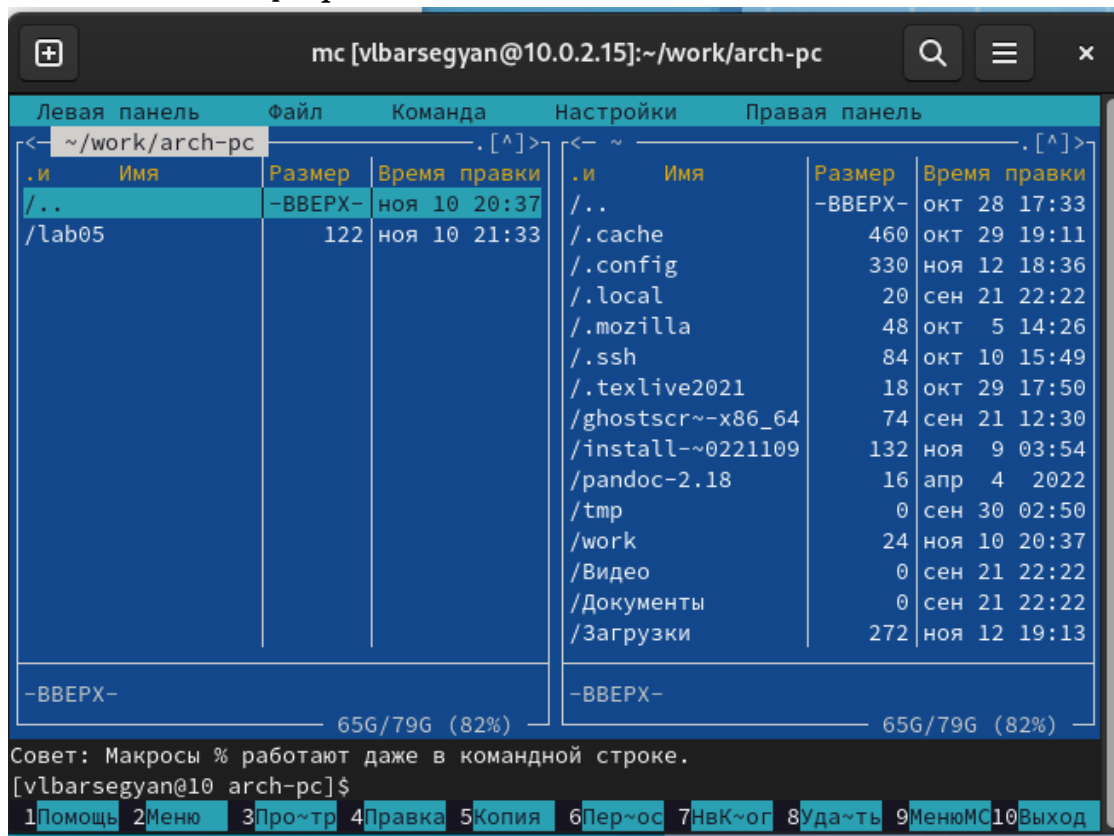 mc [vlbarsegyan@10.0.2.15]:~/work/arch-pc
Левая панель Файл Команда Настройки Правая панель
<- ~/work/arch-pc .[^]> <- ~ .[^]>
.и Имя Размер Время правки .и Имя Размер Время правки
/.. -ВВЕРХ- ноя 10 20:37 /.. -ВВЕРХ- окт 28 17:33
/lab05 122 ноя 10 21:33 /.cache 460 окт 29 19:11
/.config 330 ноя 12 18:36
/.local 20 сен 21 22:22
/.mozilla 48 окт 5 14:26
/.ssh 84 окт 10 15:49
/.texlive2021 18 окт 29 17:50
/ghostscr~-x86_64 74 сен 21 12:30
/install-~0221109 132 ноя 9 03:54
/pandoc-2.18 16 апр 4 2022
/tmp 0 сен 30 02:50
/work 24 ноя 10 20:37
/Видео 0 сен 21 22:22
/Документы 0 сен 21 22:22
/Загрузки 272 ноя 12 19:13
-ВВЕРХ- -ВВЕРХ-
65G/79G (82%) 65G/79G (82%)
Совет: Макросы % работают даже в командной строке.
[vlbarsegyan@10 arch-pc]$
1Помощь 2Меню 3Про~тр 4Правка 5Копия 6Пер~ос 7НвК~ог 8Уда~ть 9МенюМС10Выход